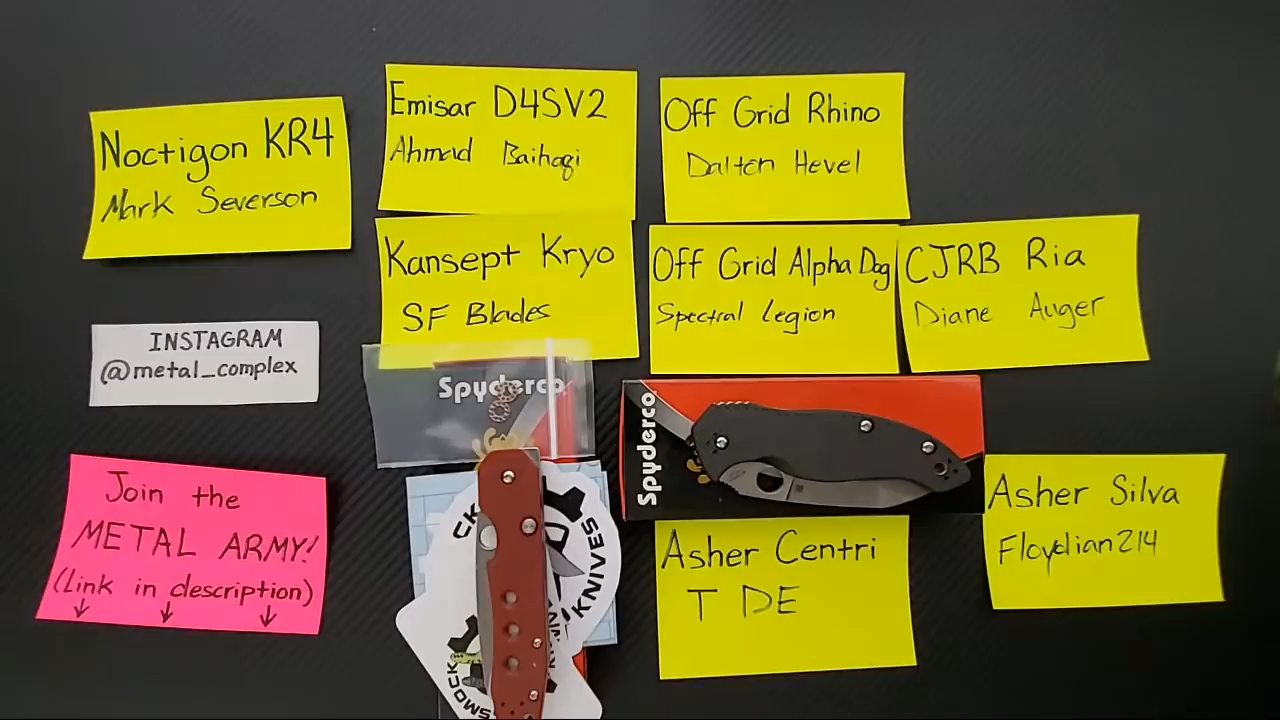 Noctigon KR4
Mark Severson
Emisar D4SV2
Ahmad Baihaqi
Off Grid Rhino
Dalton Hevel
Kansept Kryo
SF Blades
Off Grid Alpha Dog
Spectral Legion
CJRB Ria
Diane Auger
INSTAGRAM
@metal_complex
Spyderco
Spyderco
Join the
METAL ARMY!
(Link in description)
KNIVES
Asher Centri
T DE
Asher Silva
Floydian214